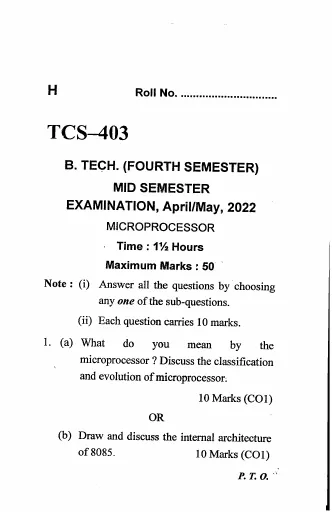 H Roll No. ................................
TCS–403
B. TECH. (FOURTH SEMESTER)
MID SEMESTER
EXAMINATION, April/May, 2022
MICROPROCESSOR
Time : 1½ Hours
Maximum Marks : 50
Note : (i) Answer all the questions by choosing
any one of the sub-questions.
(ii) Each question carries 10 marks.
1. (a) What do you mean by the
microprocessor ? Discuss the classification
and evolution of microprocessor.
10 Marks (CO1)
OR
(b) Draw and discuss the internal architecture
of 8085. 10 Marks (CO1)
P. T. O.